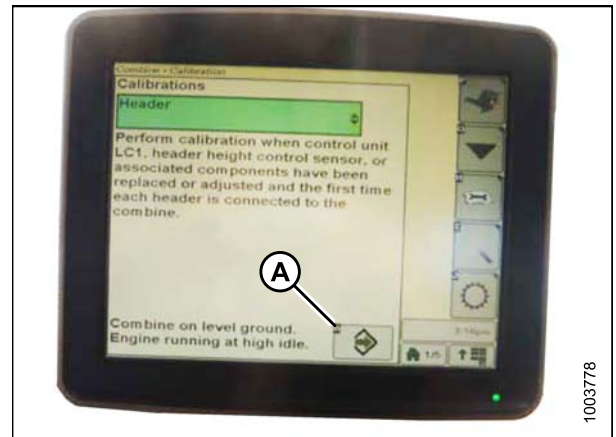 Combine - Calibration
Calibrations
Header
Perform calibration when control unit
LC1, header height control sensor, or
associated components have been
replaced or adjusted and the first time
each header is connected to the
combine.
A
Combine on level ground.
Engine running at high idle.
1/5
1003778